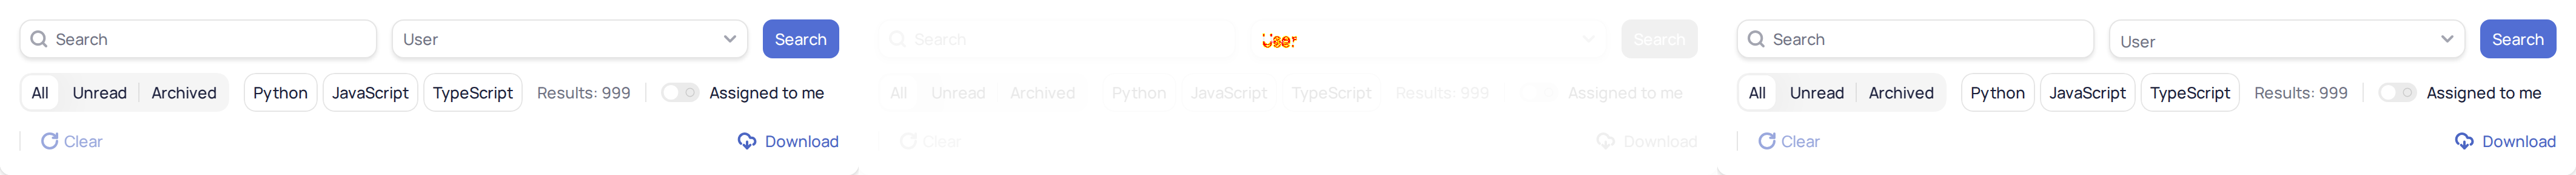 Search User Search
All Unread Archived Python JavaScript TypeScript Results: 999 Assigned to me
Clear Download
Search User Search
All Unread Archived Python JavaScript TypeScript Results: 999 Assigned to me
Clear Download
Search User Search
All Unread Archived Python JavaScript TypeScript Results: 999 Assigned to me
Clear Download